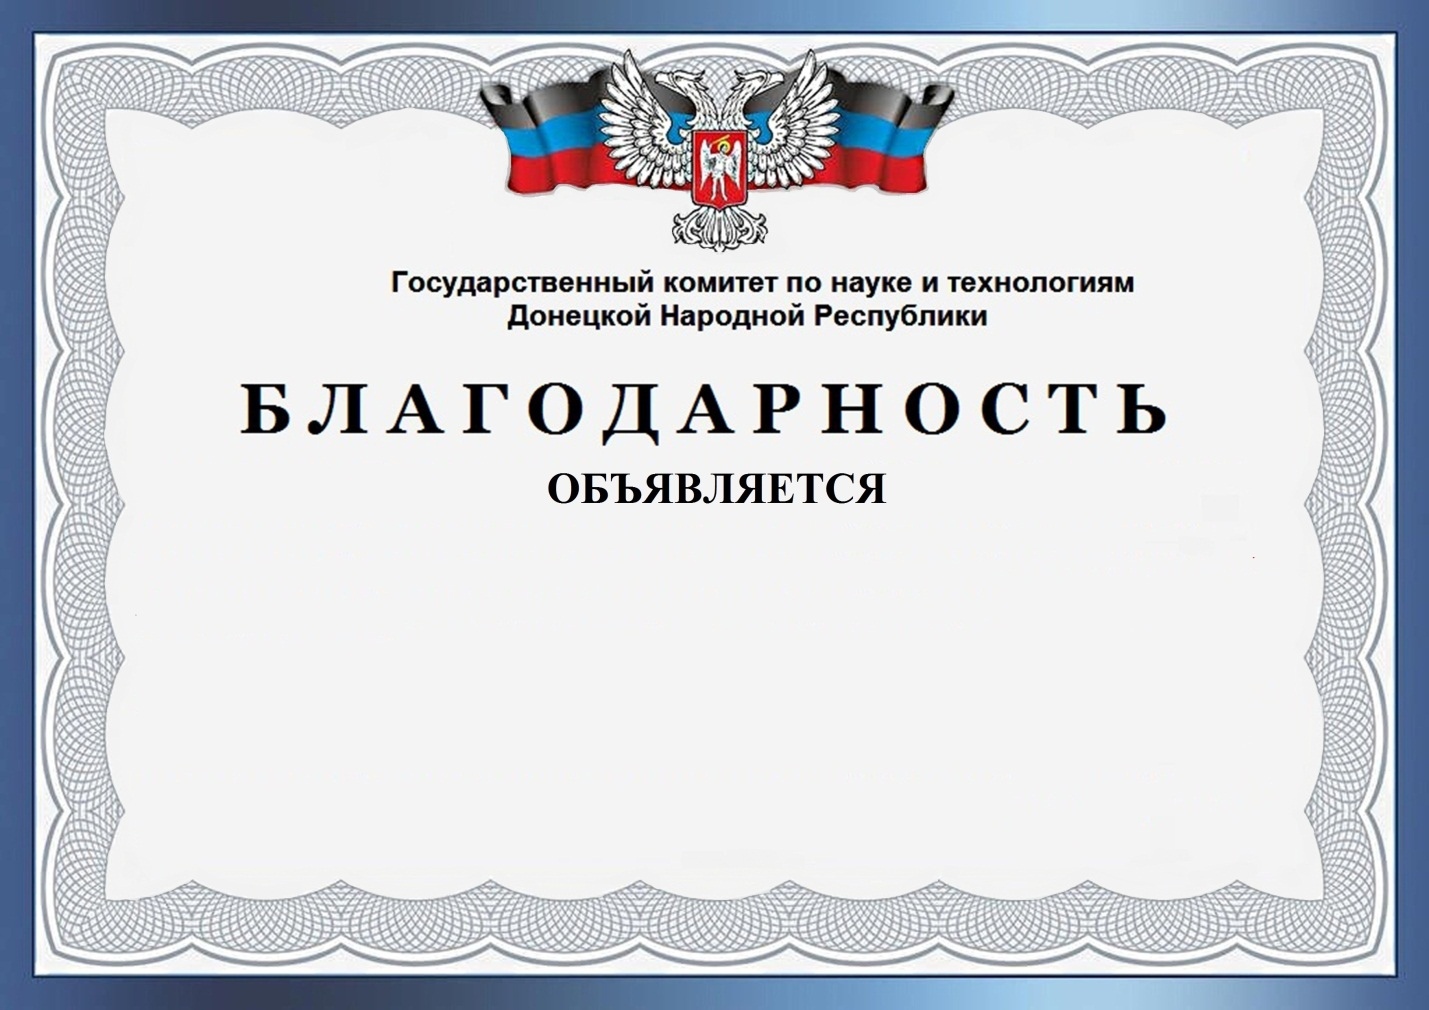 Государственный комитет по науке и технологиям
Донецкой Народной Республики
БЛАГОДАРНОСТЬ
ОБЪЯВЛЯЕТСЯ